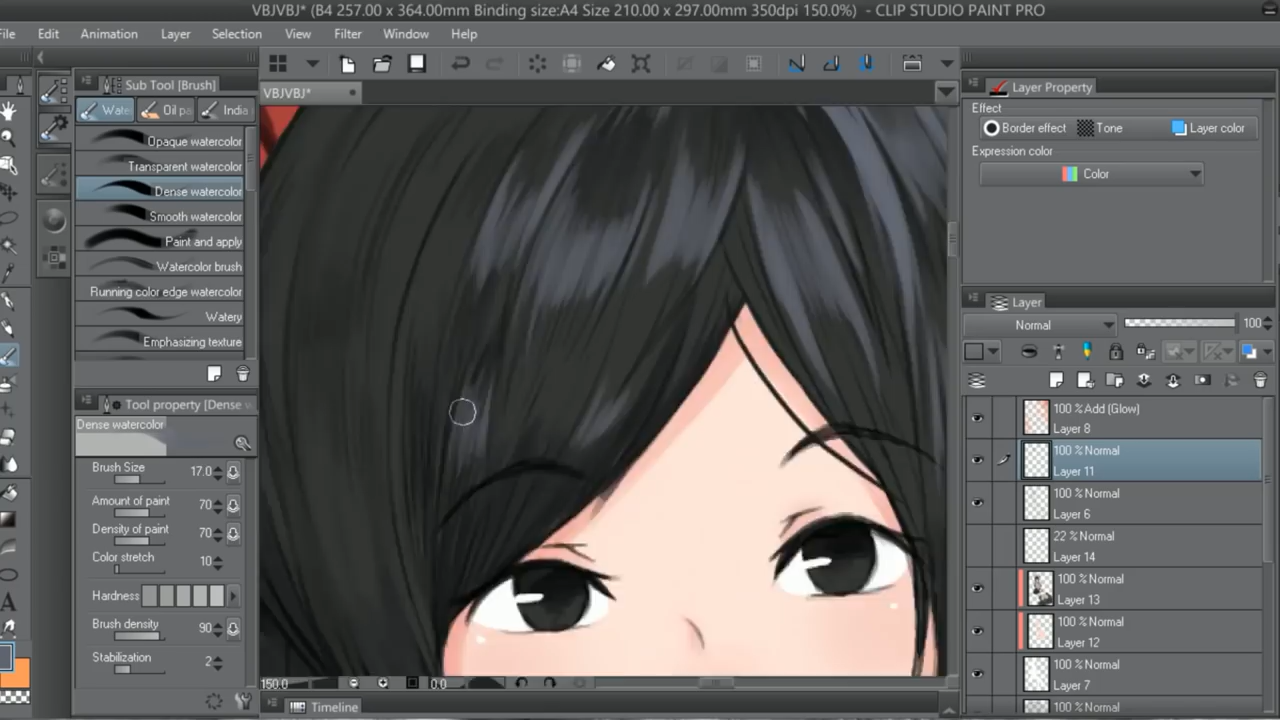 VBJVBJ* (B4 257.00 x 364.00mm Binding size:A4 Size 210.00 x 297.00mm 350dpi 150.0%) - CLIP STUDIO PAINT PRO
File Edit Animation Layer Selection View Filter Window Help
Sub Tool [Brush]
Wate Oil pa India
Opaque watercolor
Transparent watercolor
Dense watercolor
Smooth watercolor
Paint and apply
Watercolor brush
Running color edge watercolor
Watery
Emphasizing texture
Tool property [Dense w
Dense watercolor
Brush Size 17.0
Amount of paint 70
Density of paint 70
Color stretch 10
Hardness
Brush density 90
Stabilization 2
VBJVBJ*
150.0 0.0
Timeline
Layer Property
Effect
Border effect Tone Layer color
Expression color
Color
Layer
Normal 100
100 %Add (Glow)
Layer 8
100 %Normal
Layer 11
100 %Normal
Layer 6
22 %Normal
Layer 14
100 %Normal
Layer 13
100 %Normal
Layer 12
100 %Normal
Layer 7
100 %Normal